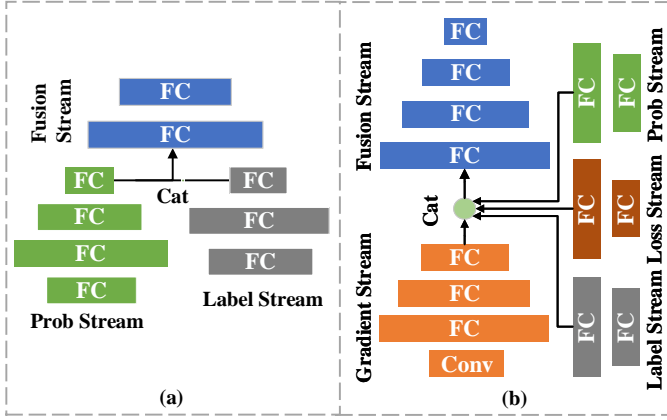 Fusion
Stream
FC
FC
FC
FC
Cat
FC
FC
FC
FC
FC
Prob Stream
Label Stream
(a)
Fusion Stream
FC
FC
FC
FC
Cat
Gradient Stream
FC
FC
FC
Conv
FC
FC
Prob Stream
FC
FC
Loss Stream
FC
FC
Label Stream
(b)